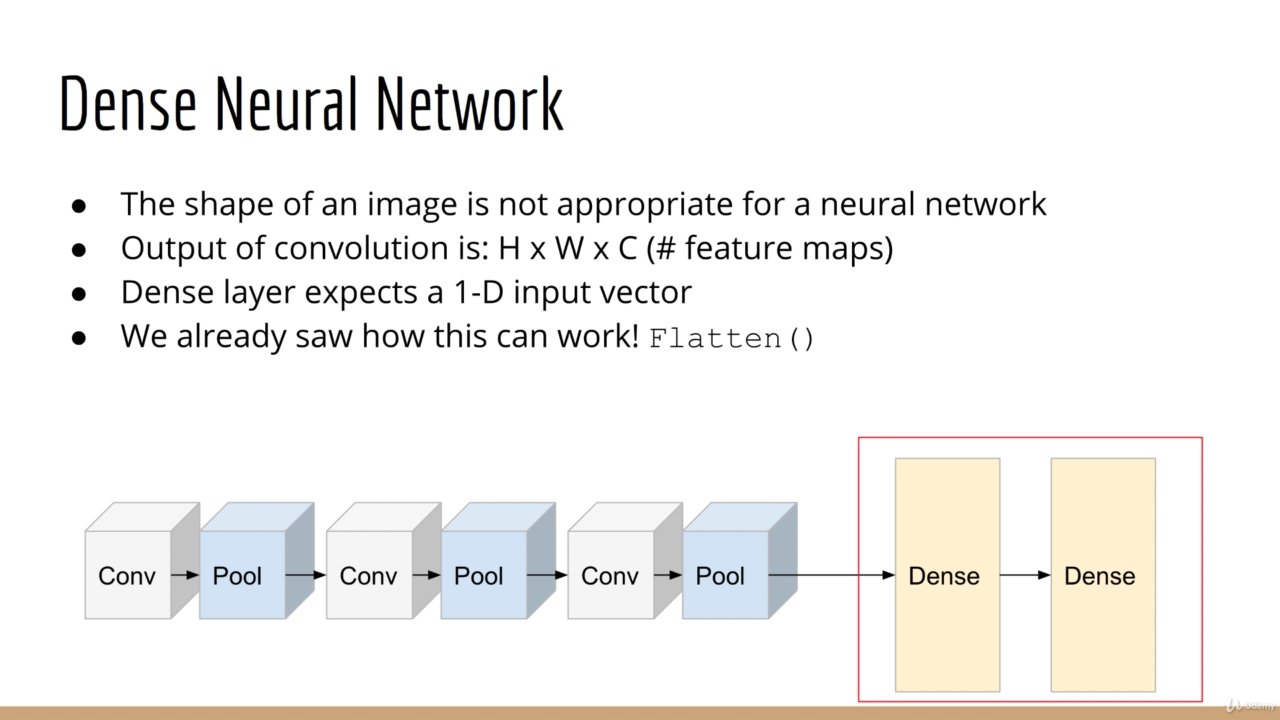 Dense Neural Network
● The shape of an image is not appropriate for a neural network
● Output of convolution is: H x W x C (# feature maps)
● Dense layer expects a 1-D input vector
● We already saw how this can work! Flatten()
Conv Pool Conv Pool Conv Pool Dense Dense
Udemy